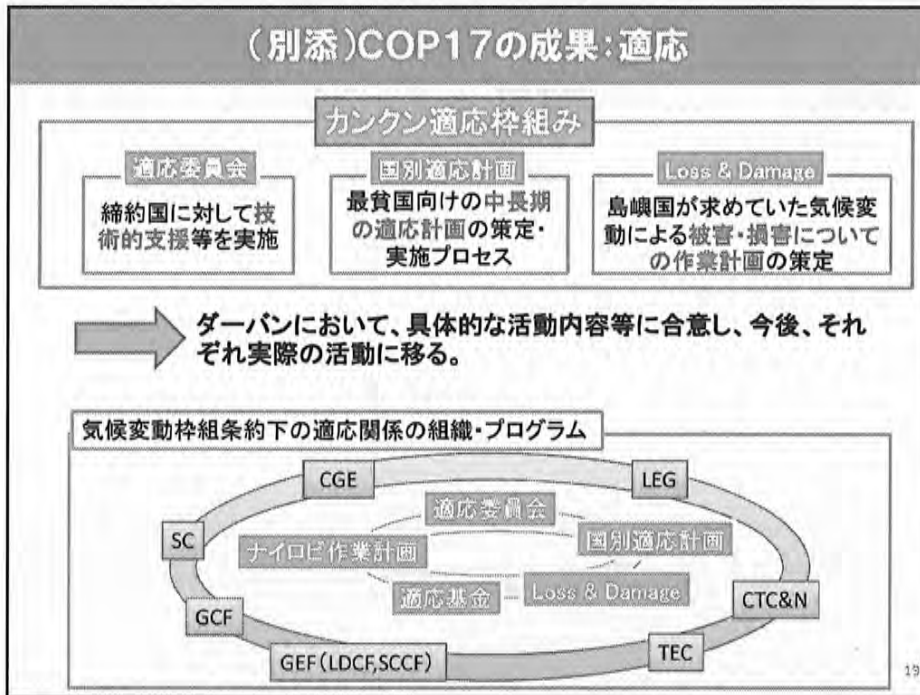 (別添)COP17の成果:適応
カンクン適応枠組み
適応委員会
締約国に対して技
術的支援等を実施
国別適応計画
最貧国向けの中長期
の適応計画の策定・
実施プロセス
Loss & Damage
島嶼国が求めていた気候変
動による被害・損害について
の作業計画の策定
ダーバンにおいて、具体的な活動内容等に合意し、今後、それ
ぞれ実際の活動に移る。
気候変動枠組条約下の適応関係の組織・プログラム
CGE
LEG
適応委員会
SC
ナイロビ作業計画
国別適応計画
適応基金
Loss & Damage
CTC&N
GCF
TEC
GEF(LDCF,SCCF)
19